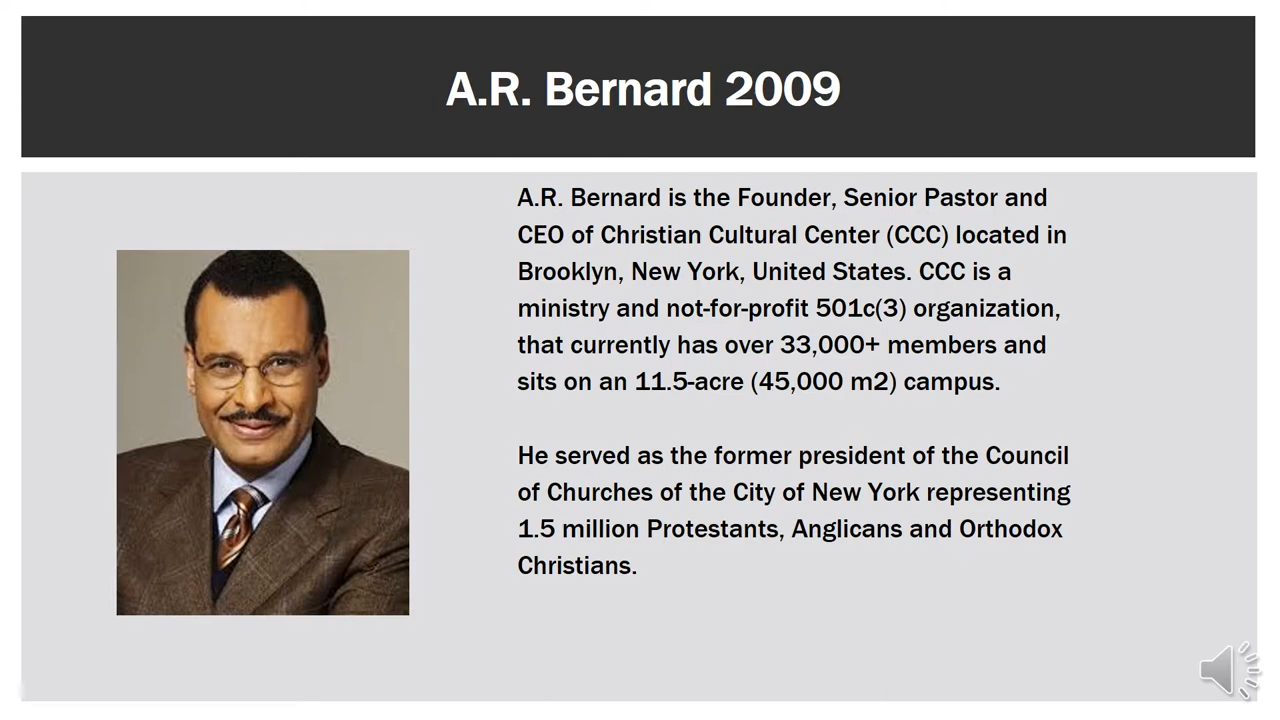 A.R. Bernard 2009
A.R. Bernard is the Founder, Senior Pastor and
CEO of Christian Cultural Center (CCC) located in
Brooklyn, New York, United States. CCC is a
ministry and not-for-profit 501c(3) organization,
that currently has over 33,000+ members and
sits on an 11.5-acre (45,000 m2) campus.
He served as the former president of the Council
of Churches of the City of New York representing
1.5 million Protestants, Anglicans and Orthodox
Christians.